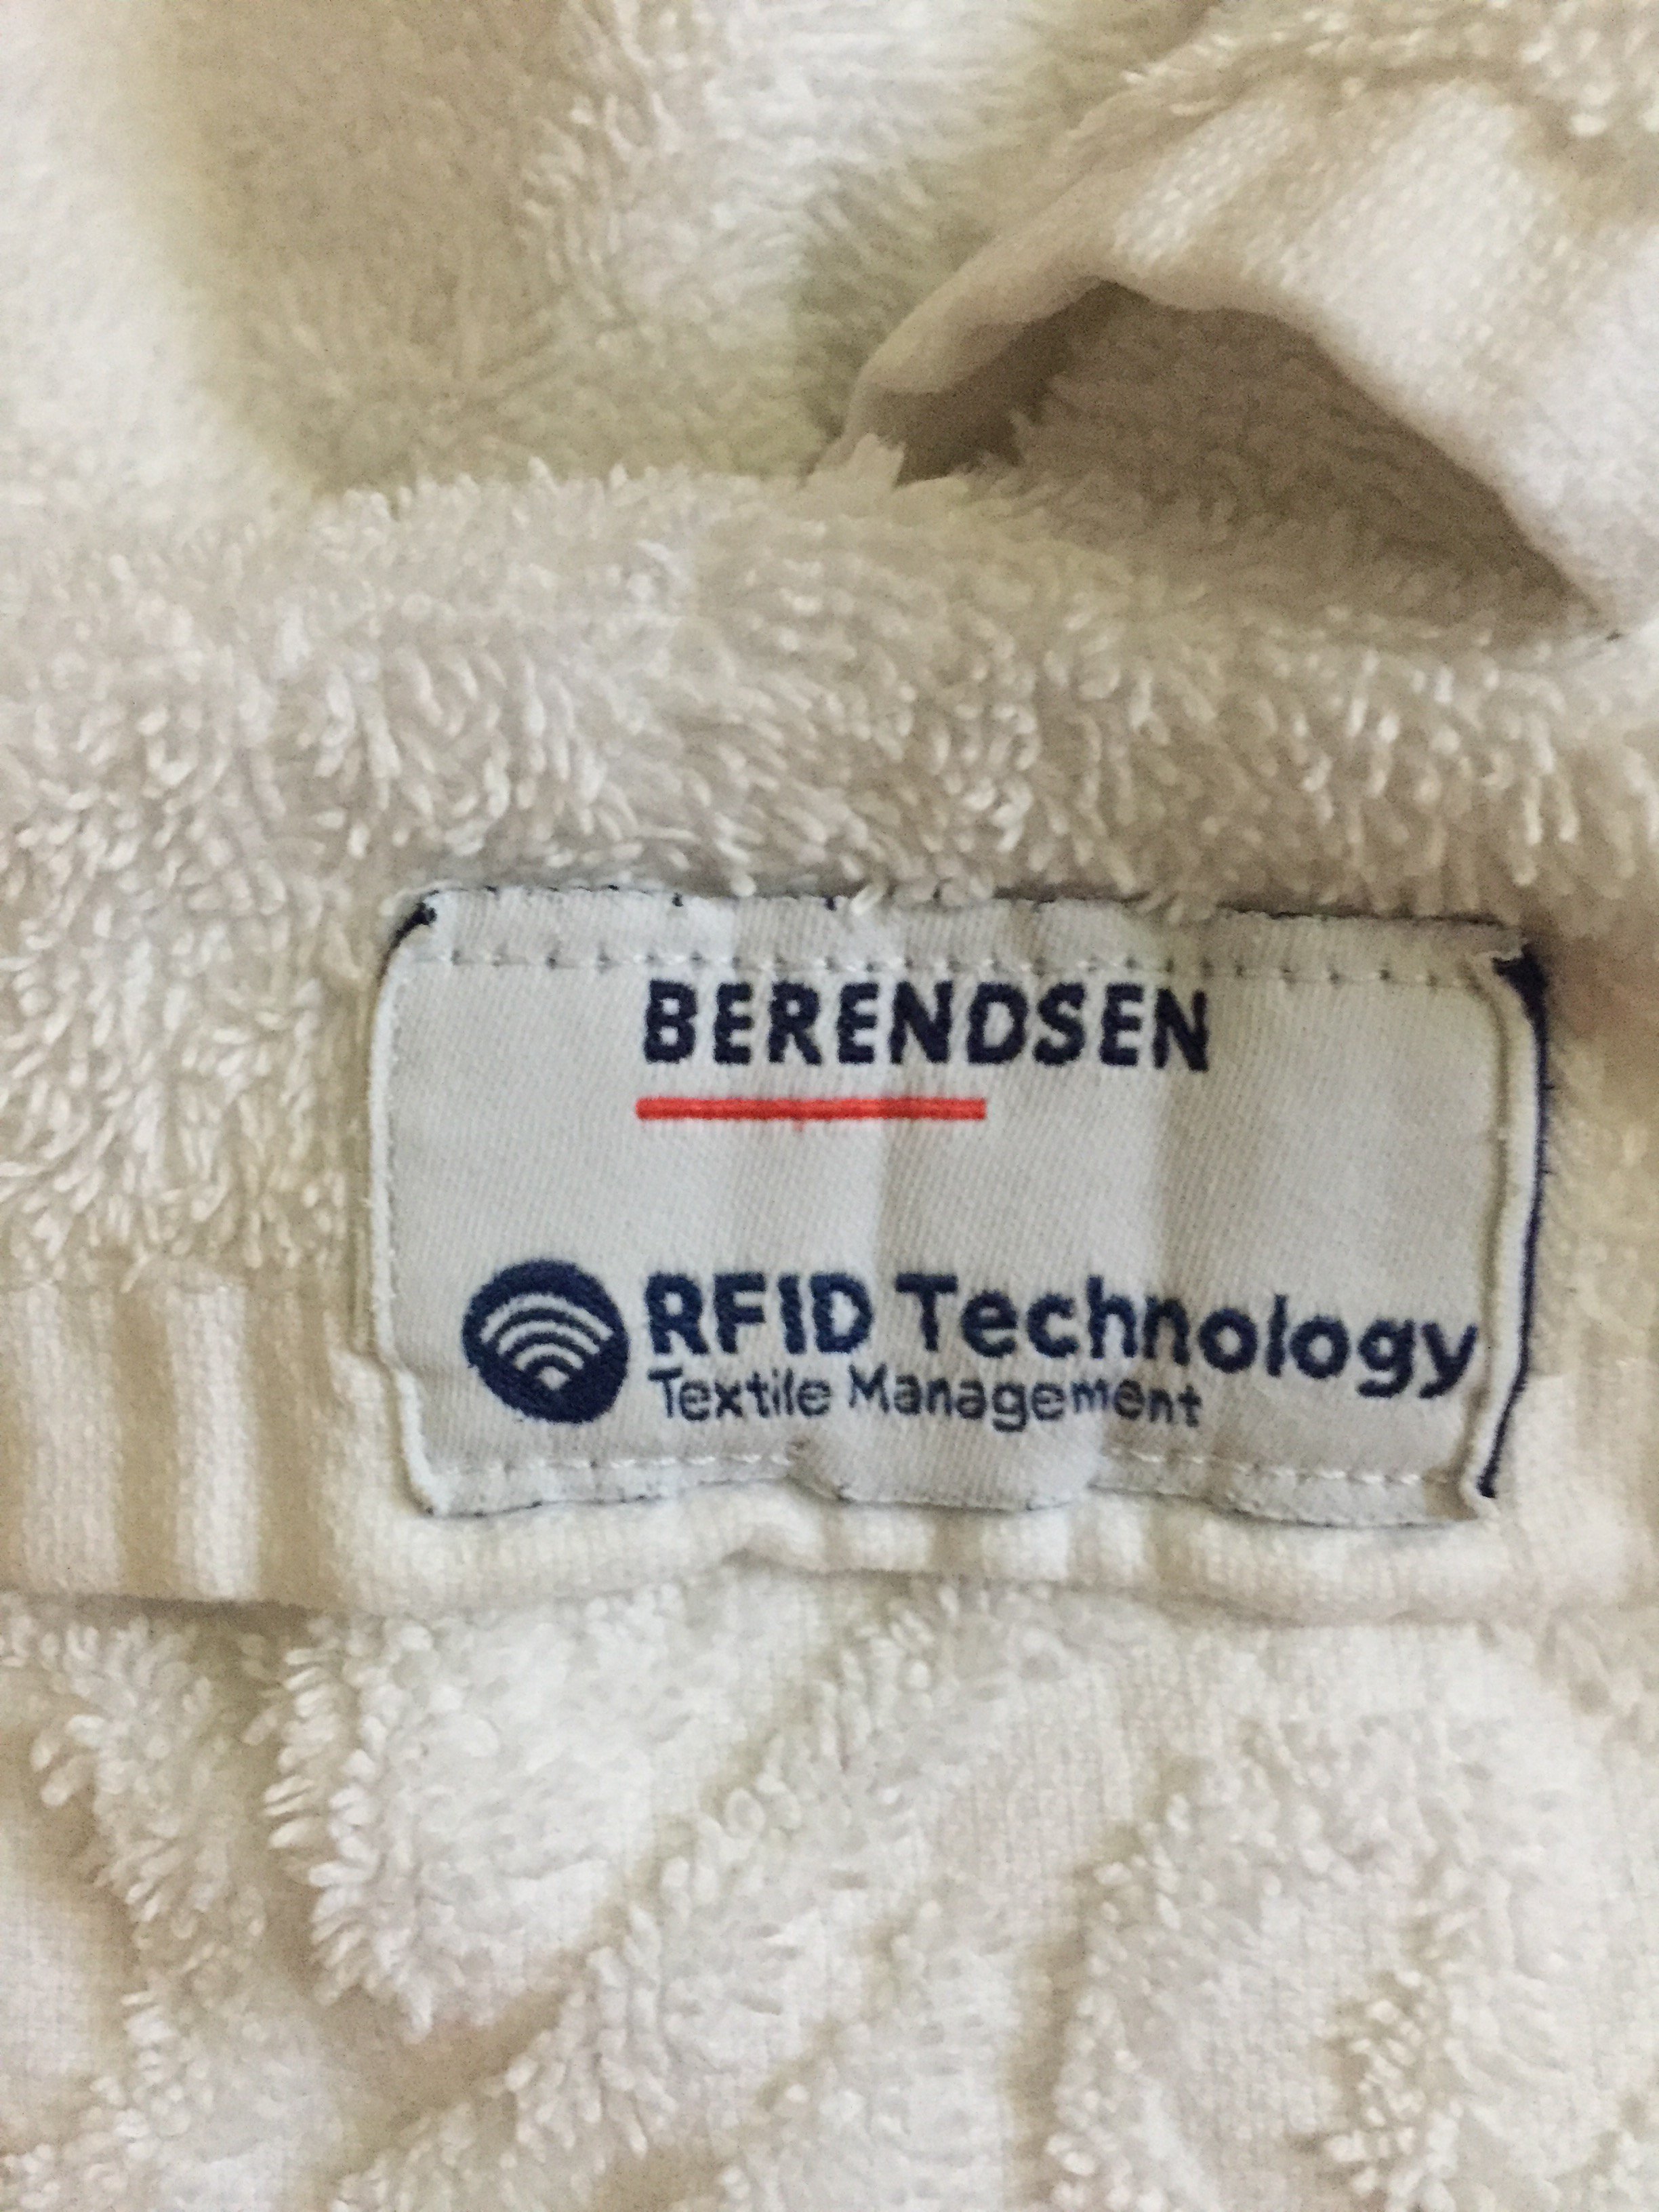 BERENDSEN
RFID Technology
Textile Management